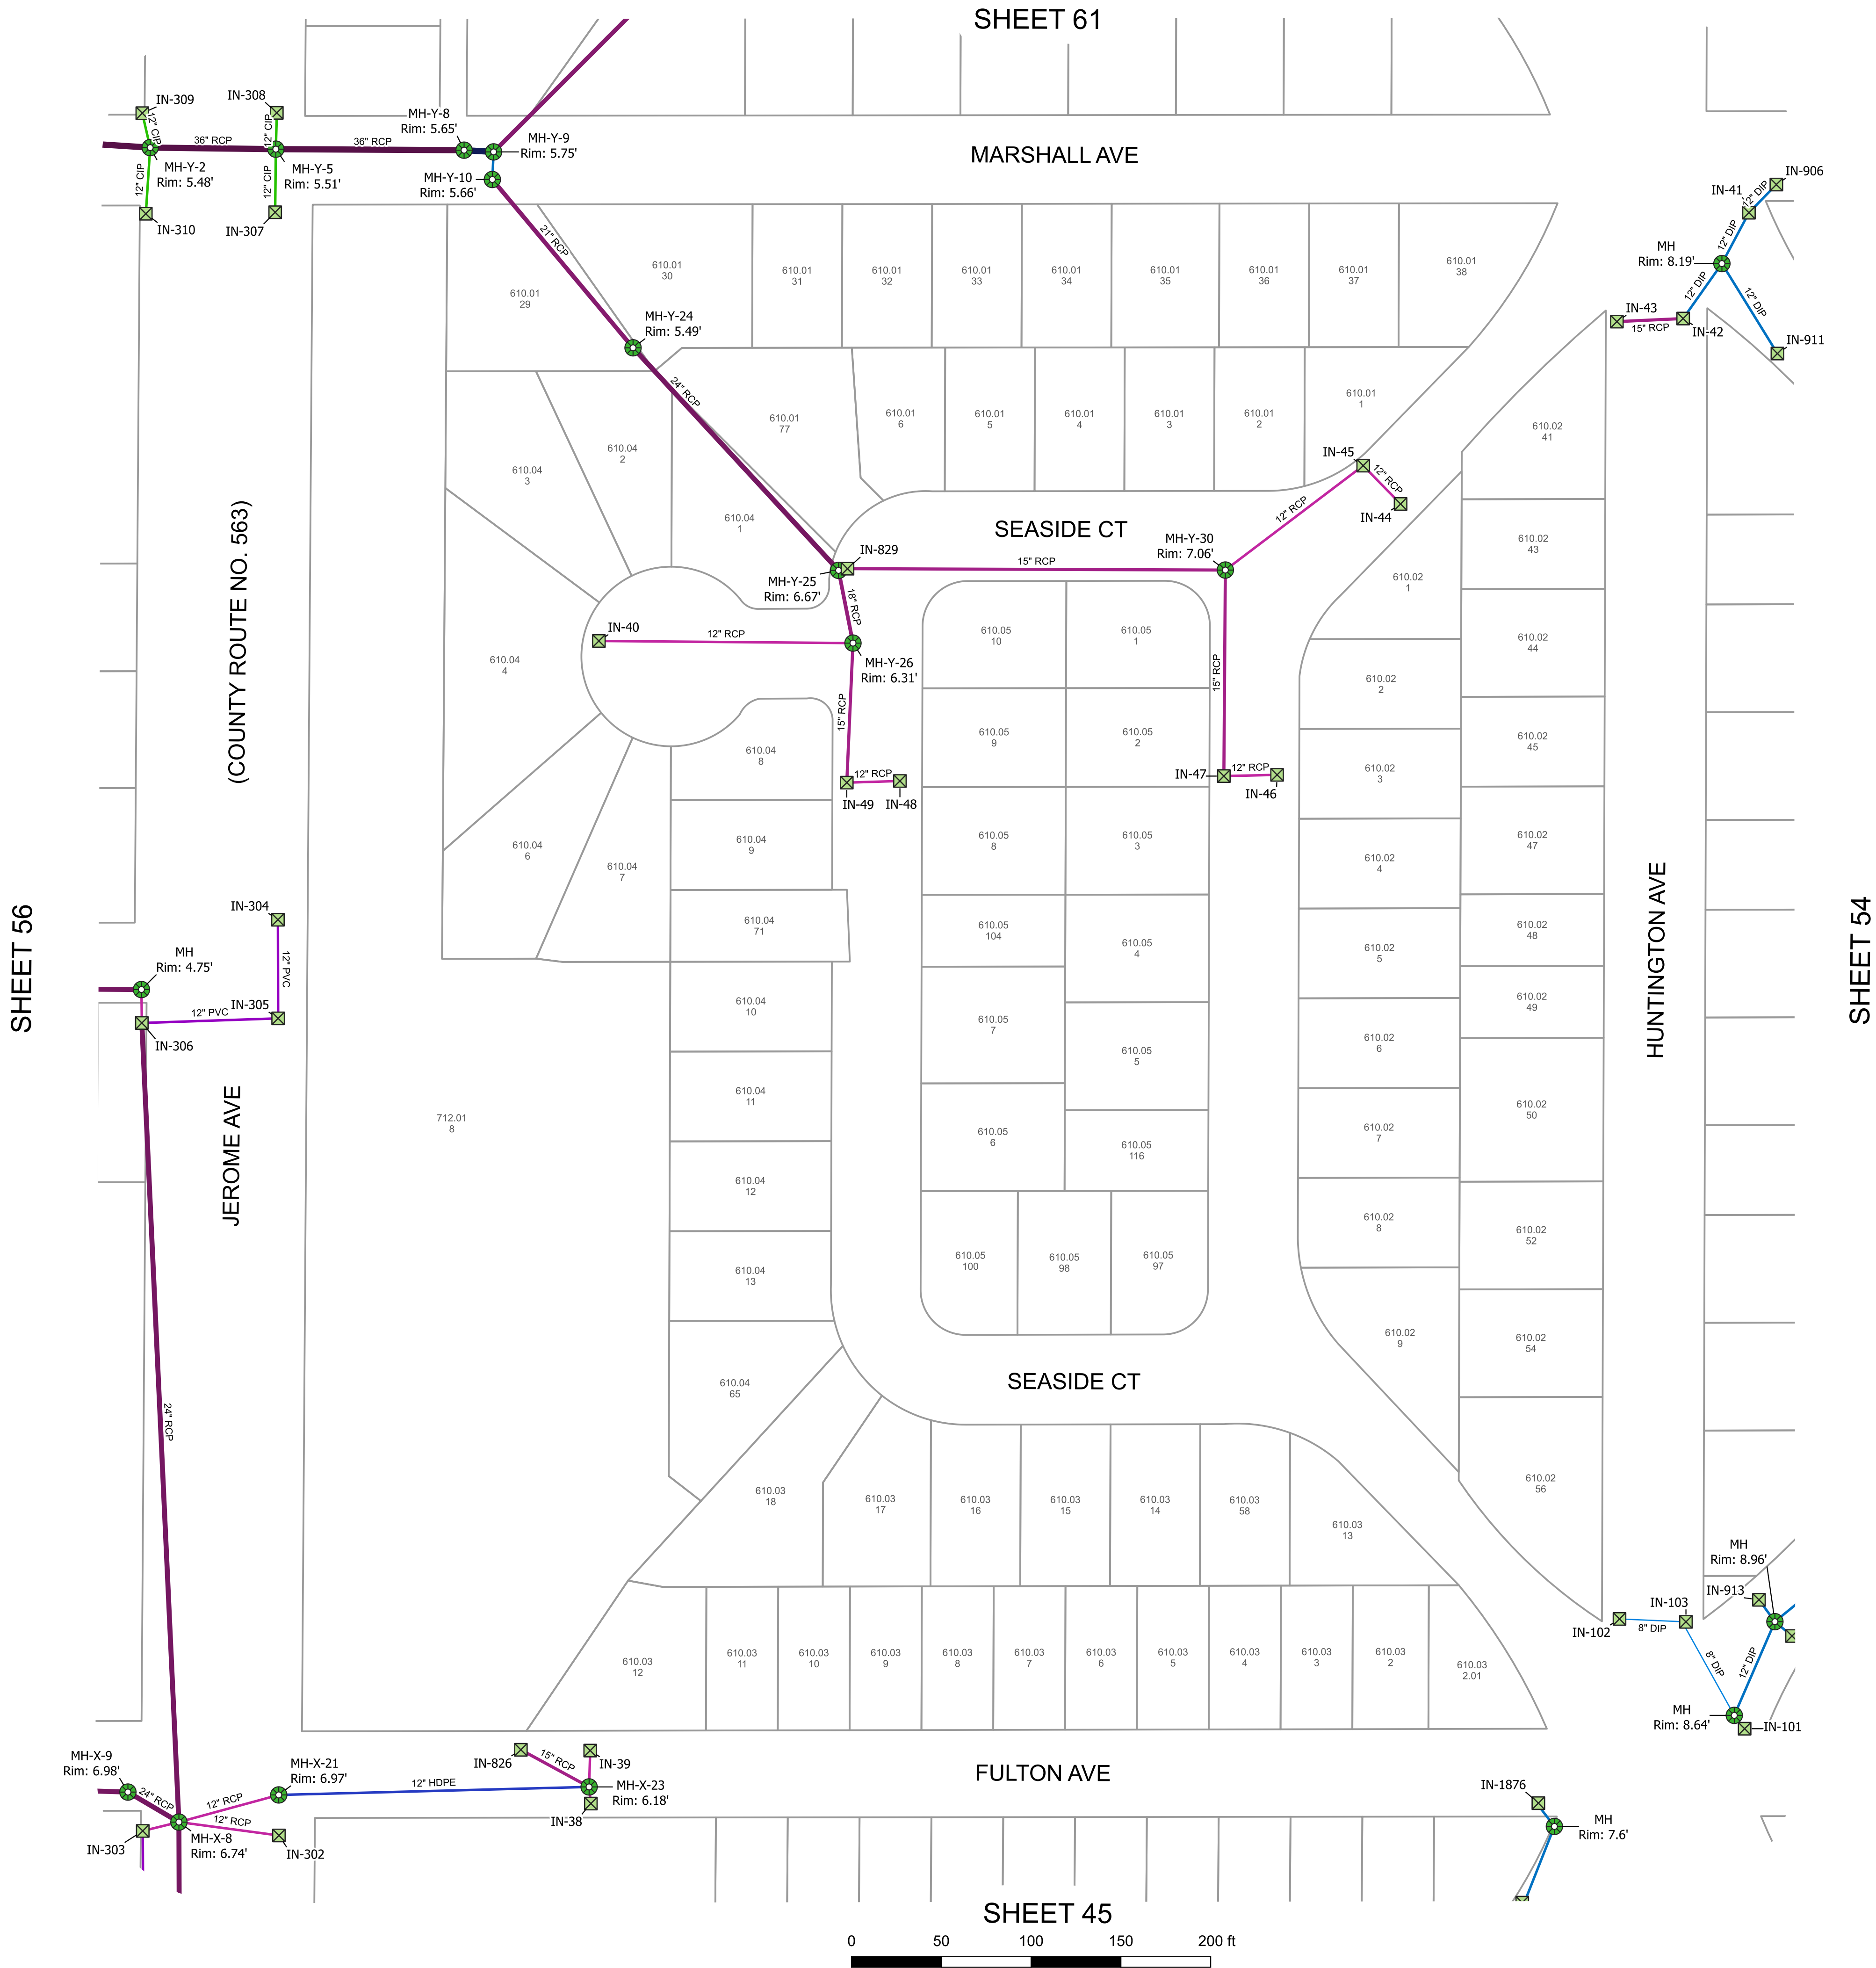 SHEET 61
IN-309
IN-308
12" CIP
12" CIP
36" RCP
36" RCP
MH-Y-8
Rim: 5.65'
MH-Y-9
Rim: 5.75'
MH-Y-2
Rim: 5.48'
MH-Y-5
Rim: 5.51'
MH-Y-10
Rim: 5.66'
12" CIP
12" CIP
IN-310
IN-307
MARSHALL AVE
IN-906
IN-41
12" DIP
12" DIP
MH
Rim: 8.19'
12" DIP
12" DIP
IN-43
15" RCP
IN-42
IN-911
21" RCP
610.01
29
610.01
30
610.01
31
610.01
32
610.01
33
610.01
34
610.01
35
610.01
36
610.01
37
610.01
38
MH-Y-24
Rim: 5.49'
24" RCP
610.01
77
610.01
6
610.01
5
610.01
4
610.01
3
610.01
2
610.01
1
610.02
41
610.04
3
610.04
2
610.04
1
IN-45
12" RCP
IN-44
12" RCP
SEASIDE CT
MH-Y-30
Rim: 7.06'
IN-829
15" RCP
MH-Y-25
Rim: 6.67'
18" RCP
610.02
43
610.02
1
(COUNTY ROUTE NO. 563)
IN-40
12" RCP
MH-Y-26
Rim: 6.31'
610.05
10
610.05
1
610.02
44
610.04
4
15" RCP
15" RCP
610.02
2
610.04
8
610.05
9
610.05
2
610.02
45
12" RCP
IN-49
IN-48
IN-47
12" RCP
IN-46
610.02
3
610.04
6
610.04
7
610.04
9
610.05
8
610.05
3
610.02
47
610.02
4
SHEET 56
IN-304
610.04
71
610.05
104
610.05
4
610.02
48
610.02
5
HUNTINGTON AVE
SHEET 54
MH
Rim: 4.75'
12" PVC
IN-305
12" PVC
IN-306
610.04
10
610.05
7
610.02
49
610.02
6
610.05
5
JEROME AVE
712.01
8
610.04
11
610.05
6
610.05
116
610.02
50
610.02
7
610.04
12
610.02
8
610.02
52
610.04
13
610.05
100
610.05
98
610.05
97
610.02
9
610.02
54
SEASIDE CT
610.04
65
24" RCP
610.03
18
610.03
17
610.03
16
610.03
15
610.03
14
610.03
58
610.03
13
610.02
56
MH
Rim: 8.96'
IN-913
IN-103
IN-102
8" DIP
8" DIP
12" DIP
610.03
12
610.03
11
610.03
10
610.03
9
610.03
8
610.03
7
610.03
6
610.03
5
610.03
4
610.03
3
610.03
2
610.03
2.01
MH
Rim: 8.64'
IN-101
MH-X-9
Rim: 6.98'
MH-X-21
Rim: 6.97'
IN-826
15" RCP
IN-39
12" HDPE
MH-X-23
Rim: 6.18'
IN-38
FULTON AVE
IN-1876
MH
Rim: 7.6'
24" RCP
12" RCP
12" RCP
IN-303
MH-X-8
Rim: 6.74'
IN-302
SHEET 45
0 50 100 150 200 ft